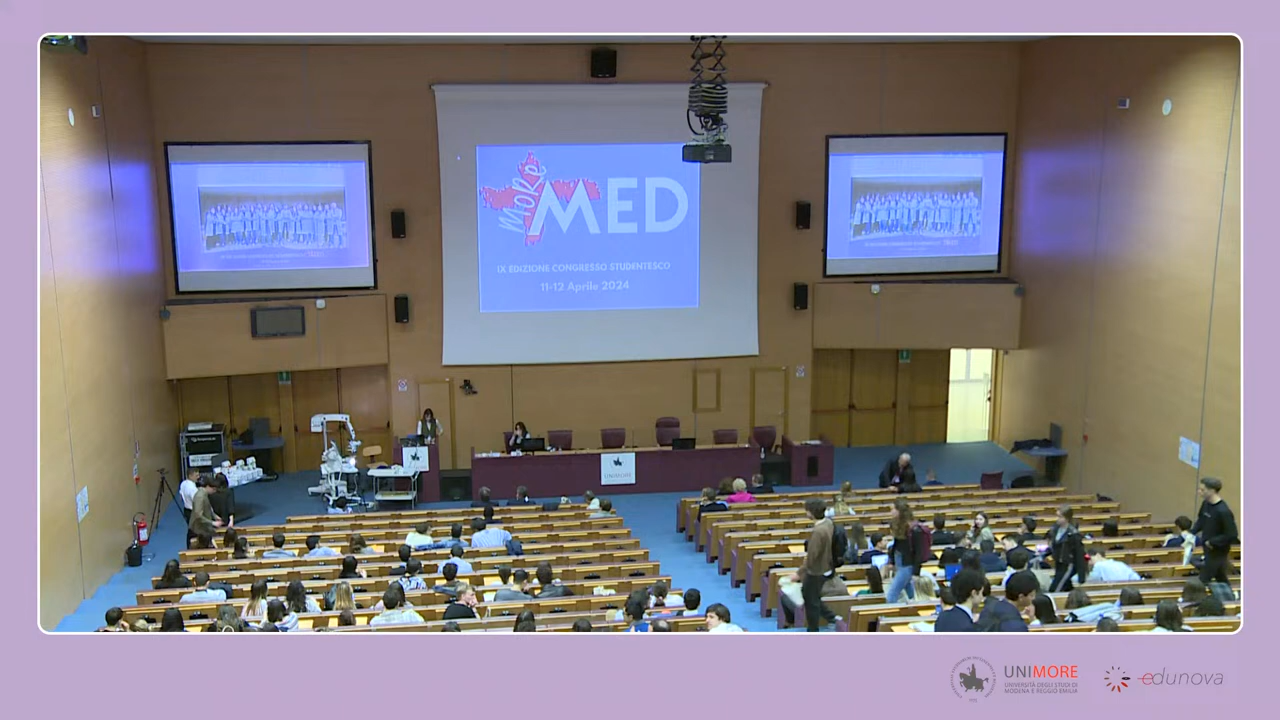 MoRe
MED
IX EDIZIONE CONGRESSO STUDENTESCO
11-12 Aprile 2024
UNIMORE
UNIMORE
UNIVERSITÀ DEGLI STUDI DI
MODENA E REGGIO EMILIA
edunova